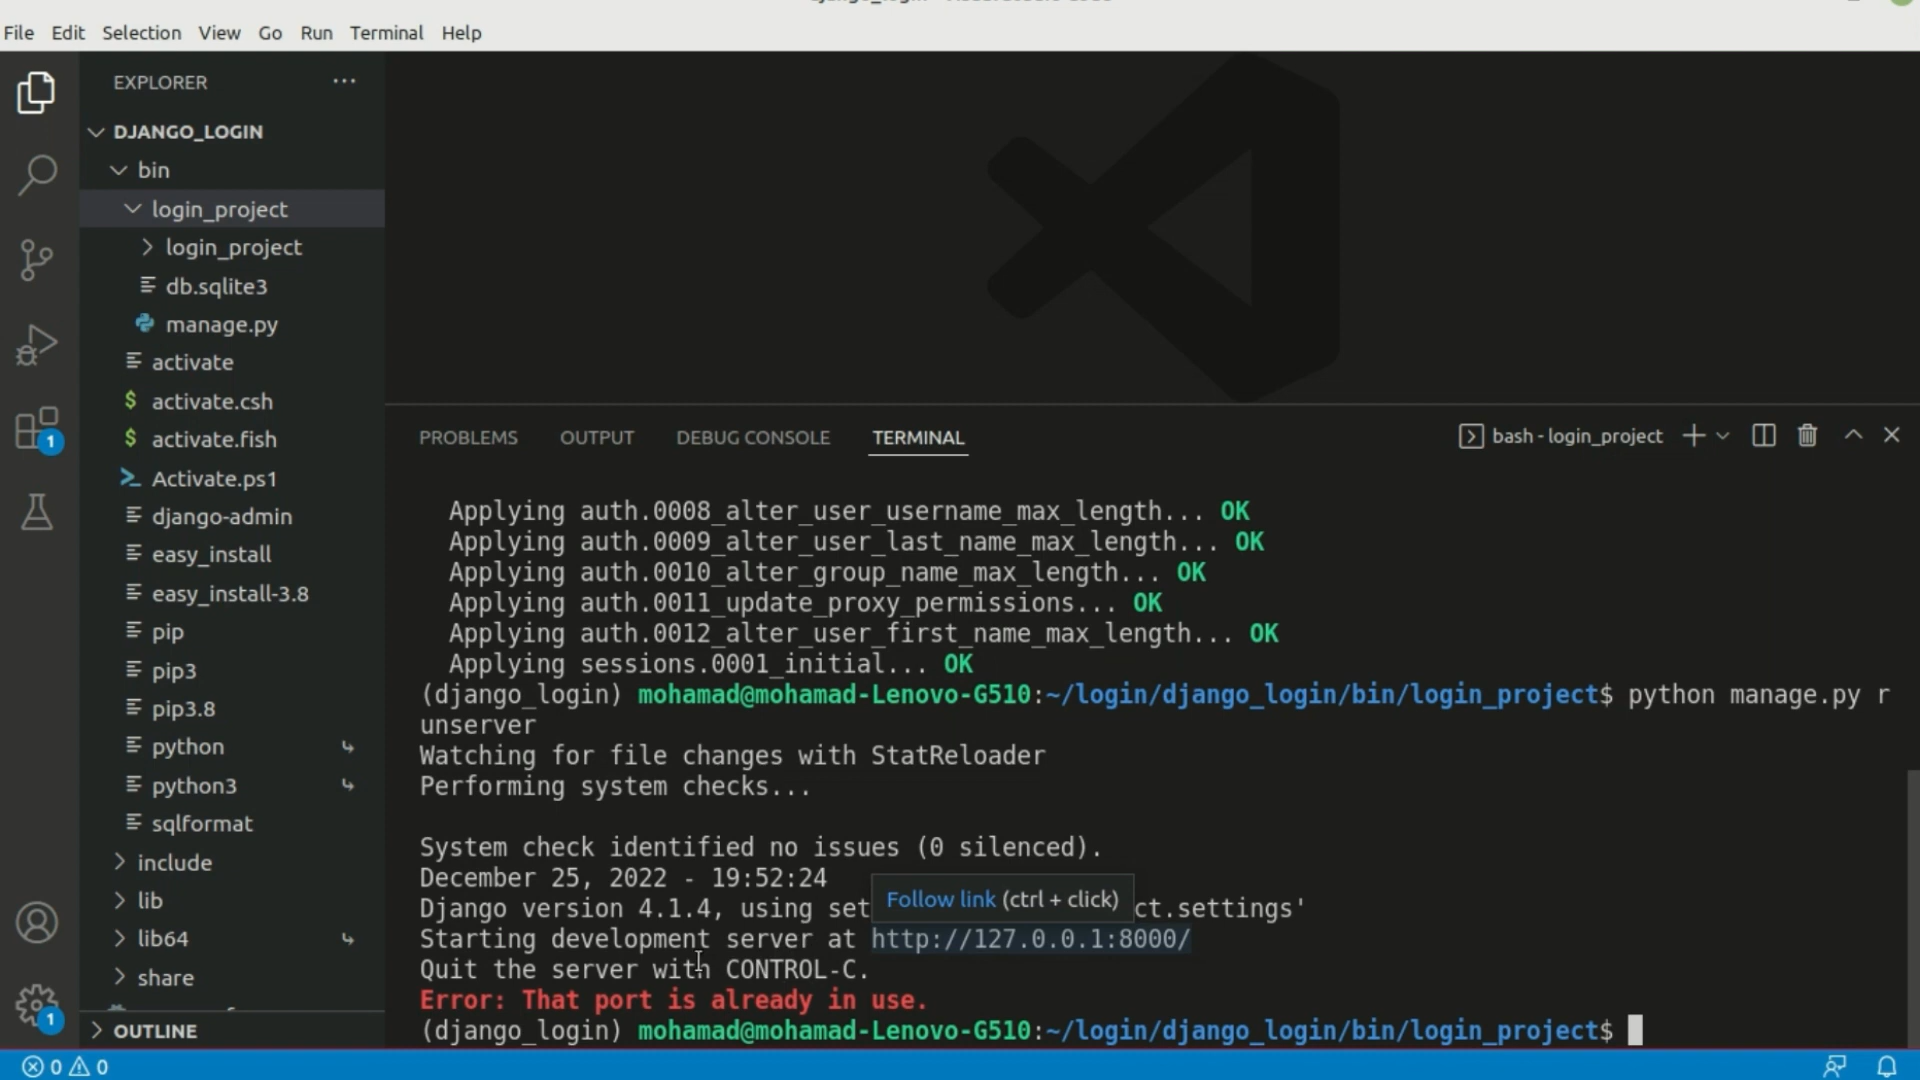 File Edit Selection View Go Run Terminal Help
EXPLORER
DJANGO_LOGIN
bin
login_project
login_project
db.sqlite3
manage.py
activate
activate.csh
activate.fish
Activate.ps1
django-admin
easy_install
easy_install-3.8
pip
pip3
pip3.8
python
python3
sqlformat
include
lib
lib64
share
OUTLINE
1
1
PROBLEMS OUTPUT DEBUG CONSOLE TERMINAL
bash - login_project
Applying auth.0008_alter_user_username_max_length... OK
Applying auth.0009_alter_user_last_name_max_length... OK
Applying auth.0010_alter_group_name_max_length... OK
Applying auth.0011_update_proxy_permissions... OK
Applying auth.0012_alter_user_first_name_max_length... OK
Applying sessions.0001_initial... OK
(django_login) mohamad@mohamad-Lenovo-G510:~/login/django_login/bin/login_project$ python manage.py r
unserver
Watching for file changes with StatReloader
Performing system checks...
System check identified no issues (0 silenced).
December 25, 2022 - 19:52:24
Follow link (ctrl + click)
Django version 4.1.4, using set ct.settings'
Starting development server at http://127.0.0.1:8000/
Quit the server with CONTROL-C.
Error: That port is already in use.
(django_login) mohamad@mohamad-Lenovo-G510:~/login/django_login/bin/login_project$
0 0